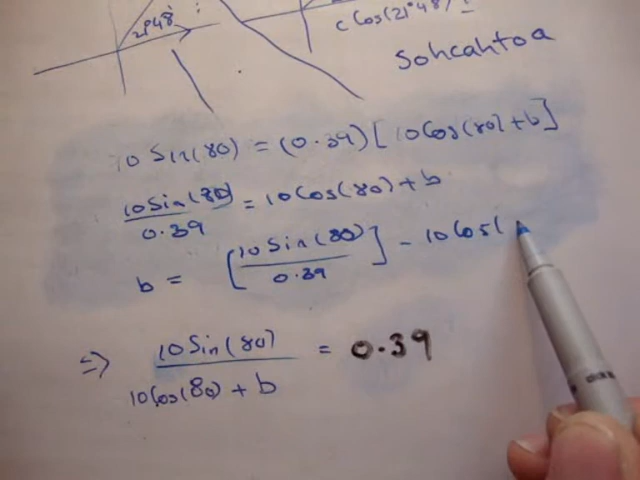 21°48'
c Cos(21°48')
Sohcahtoa
10 Sin(80) = (0.39) [10Cos(80) + b]
10Sin(80) / 0.39 = 10Cos(80) + b
b = [10Sin(80) / 0.39] - 10Cos(
⇒ 10Sin(80) / 10Cos(80) + b = 0.39